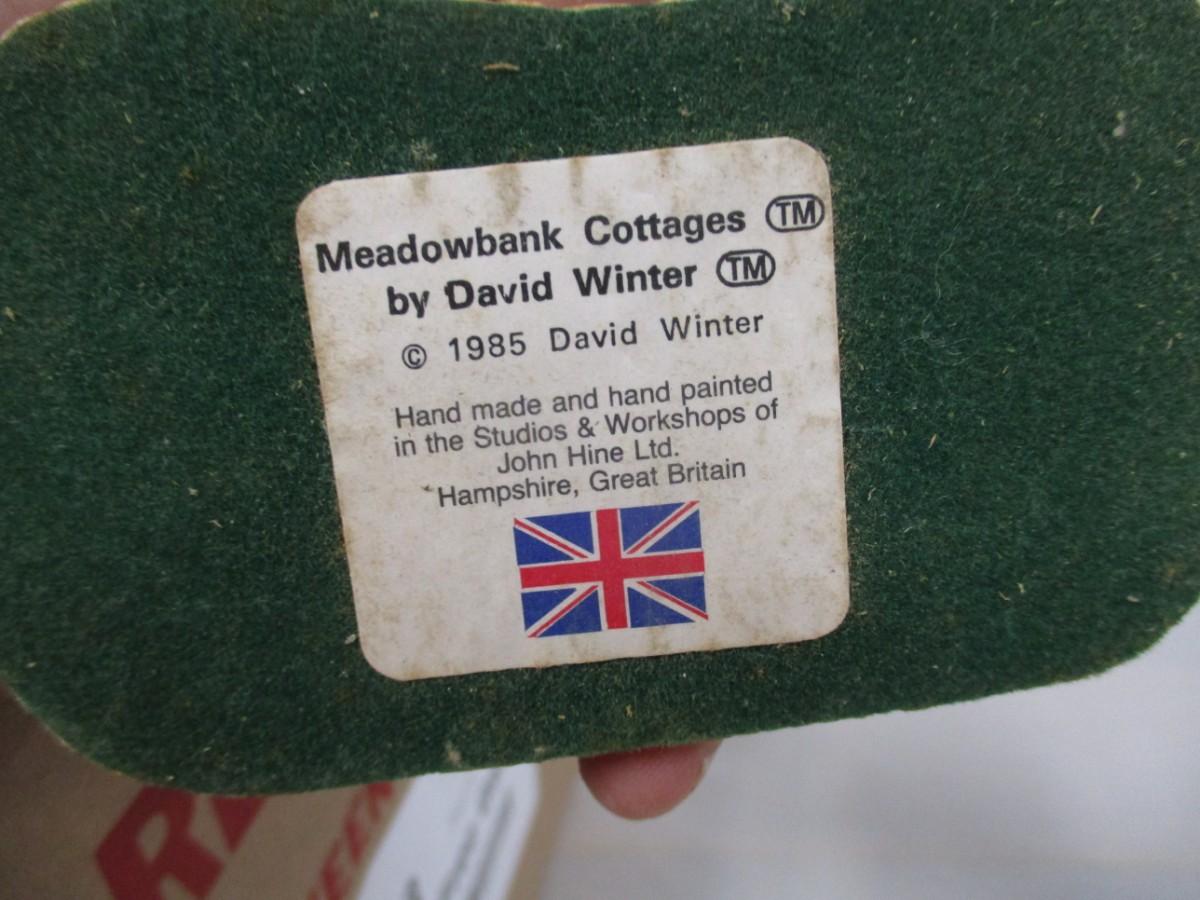 Meadowbank Cottages TM
by David Winter TM
© 1985 David Winter
Hand made and hand painted
in the Studios & Workshops of
John Hine Ltd.
Hampshire, Great Britain